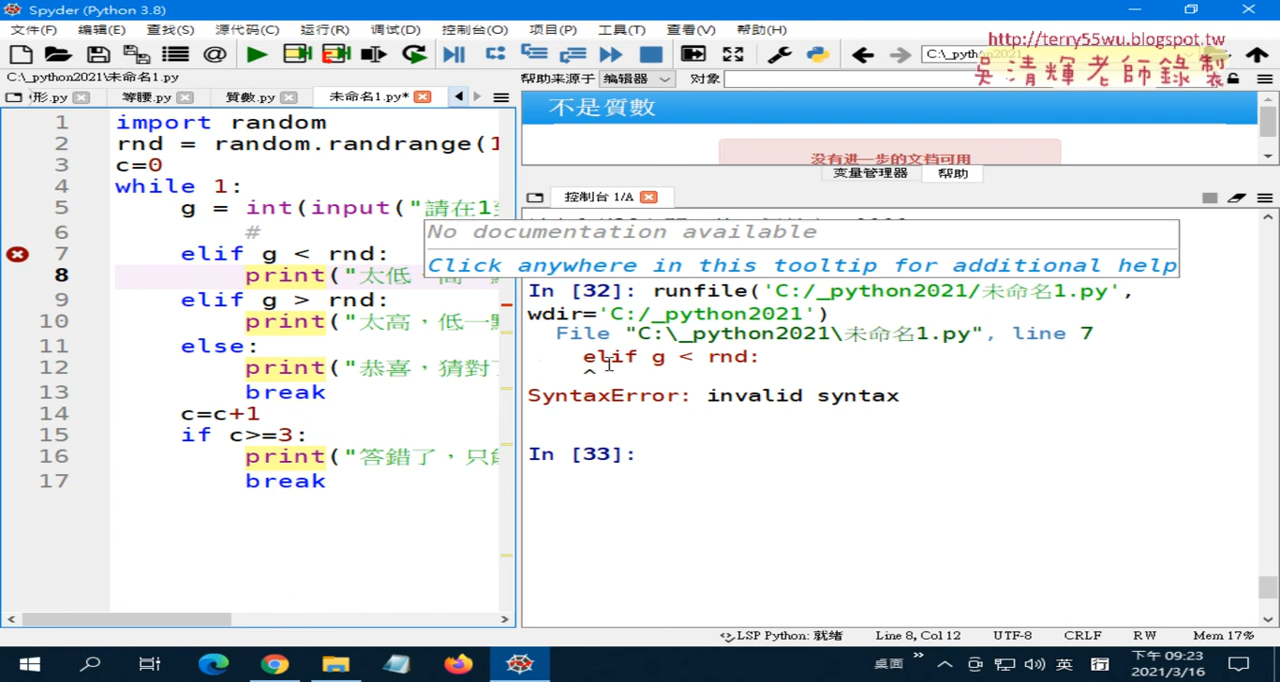 Spyder (Python 3.8)
文件(F) 编辑(E) 查找(S) 源代码(C) 运行(R) 调试(D) 控制台(O) 项目(P) 工具(T) 查看(V) 帮助(H)
http://terry55wu.blogspot.tw
C:\_pyth
吳清輝老師錄製
C:\_python2021\未命名1.py
帮助来源于 编辑器 对象
形.py 等腰.py 質數.py 未命名1.py*
不是質數
没有进一步的文档可用
变量管理器 帮助
控制台 1/A
1 import random
2 rnd = random.randrange(1
3 c=0
4 while 1:
5 g = int(input("請在1
6 #
7 elif g < rnd:
8 print("太低，高一
9 elif g > rnd:
10 print("太高，低一點
11 else:
12 print("恭喜，猜對了
13 break
14 c=c+1
15 if c>=3:
16 print("答錯了，只能
17 break
No documentation available
Click anywhere in this tooltip for additional help
In [32]: runfile('C:/_python2021/未命名1.py',
wdir='C:/_python2021')
File "C:\_python2021\未命名1.py", line 7
elif g < rnd:
^
SyntaxError: invalid syntax
In [33]:
LSP Python: 就绪 Line 8, Col 12 UTF-8 CRLF RW Mem 17%
桌面 英 下午 09:23
2021/3/16